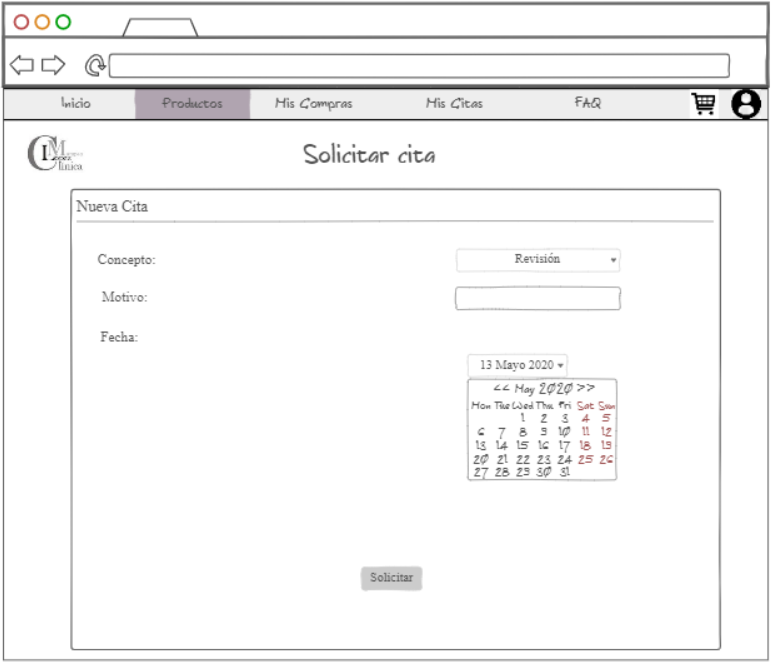 Inicio Productos Mis Compras Mis Citas FAQ
Solicitar cita
Nueva Cita
Concepto: Revisión
Motivo:
Fecha:
13 Mayo 2020
<< May 2020 >>
Mon Tue Wed Thu Fri Sat Sun
1 2 3 4 5
6 7 8 9 10 11 12
13 14 15 16 17 18 19
20 21 22 23 24 25 26
27 28 29 30 31
Solicitar